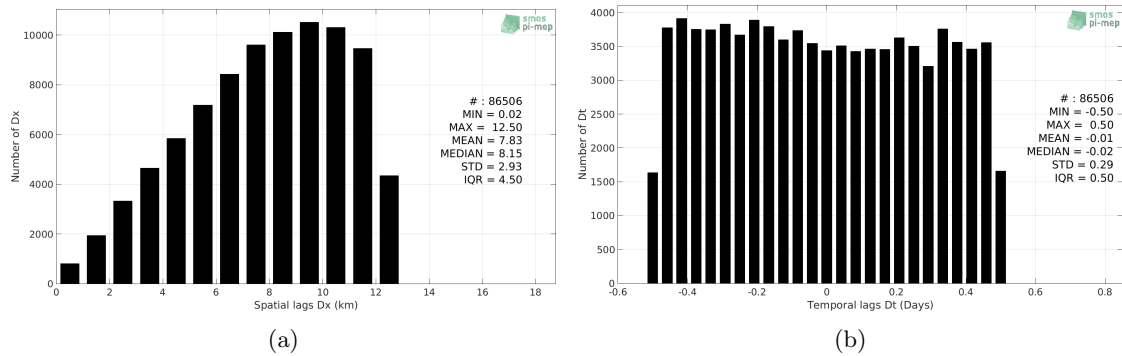 smos
pi-mep
10000
8000
6000
4000
2000
0
Number of Dx
# : 86506
MIN = 0.02
MAX = 12.50
MEAN = 7.83
MEDIAN = 8.15
STD = 2.93
IQR = 4.50
0 2 4 6 8 10 12 14 16 18
Spatial lags Dx (km)
(a)
smos
pi-mep
4000
3500
3000
2500
2000
1500
1000
500
0
Number of Dt
# : 86506
MIN = -0.50
MAX = 0.50
MEAN = -0.01
MEDIAN = -0.02
STD = 0.29
IQR = 0.50
-0.6 -0.4 -0.2 0 0.2 0.4 0.6 0.8
Temporal lags Dt (Days)
(b)